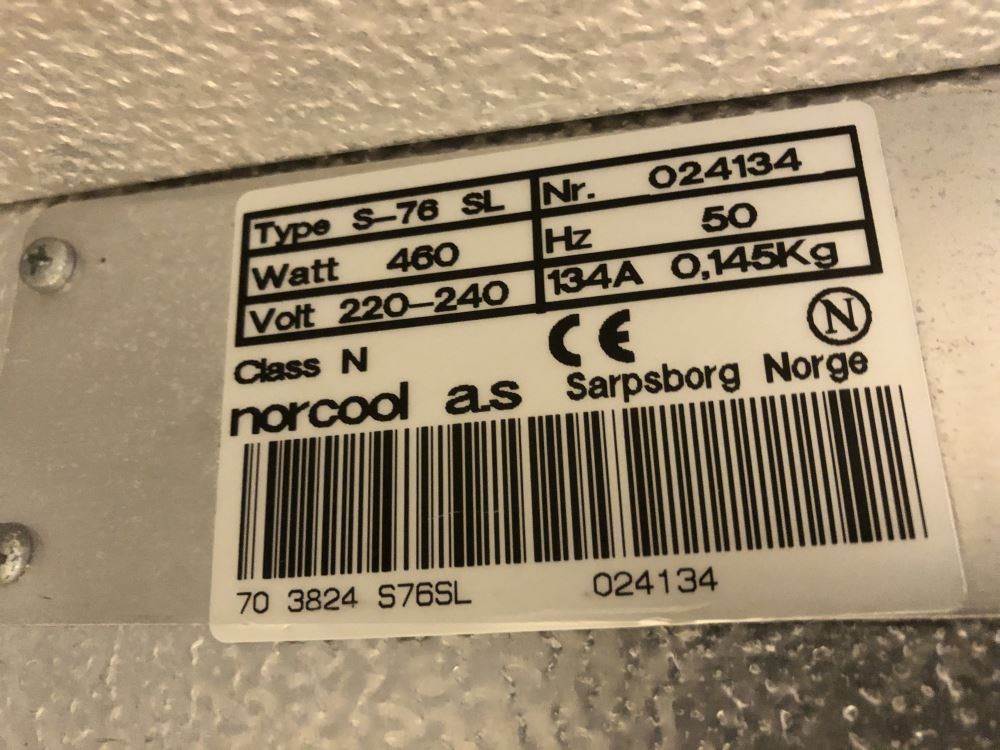 Type S-76 SL Nr. 024134
Watt 460 Hz 50
Volt 220-240 134A 0,145Kg
Class N CE N
norcool a.s Sarpsborg Norge
70 3824 S76SL 024134